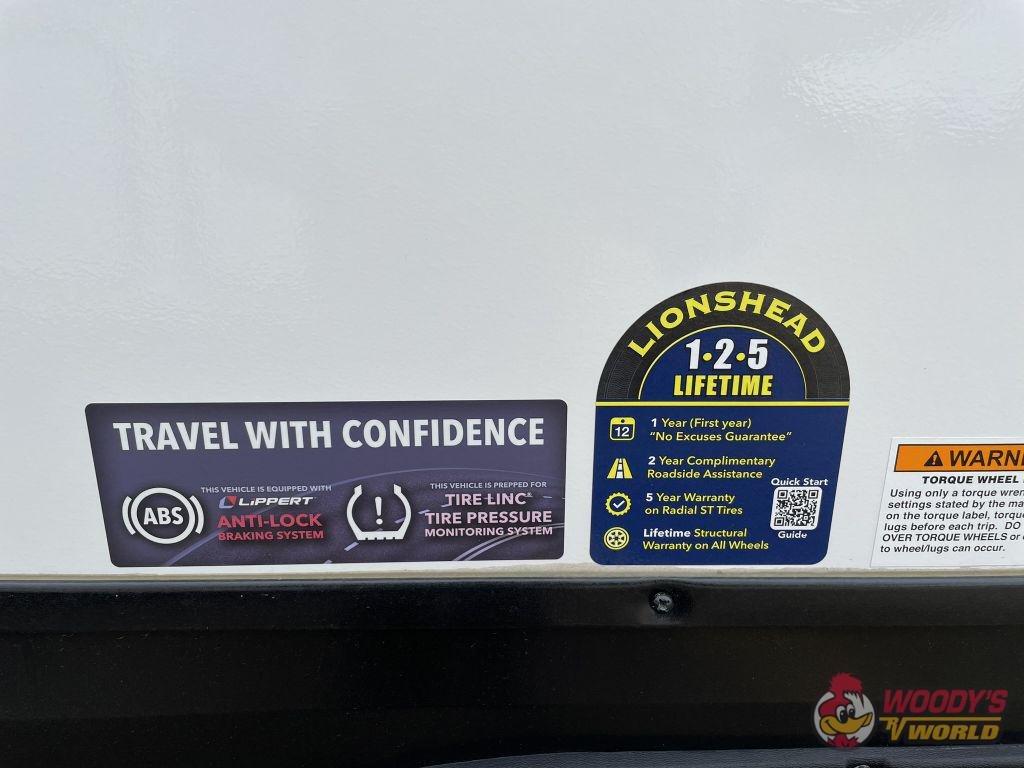 TRAVEL WITH CONFIDENCE
ABS
THIS VEHICLE IS EQUIPPED WITH
LIPPERT
ANTI-LOCK
BRAKING SYSTEM
!
THIS VEHICLE IS PREPPED FOR
TIRE LINC®
TIRE PRESSURE
MONITORING SYSTEM
LIONSHEAD
1•2•5
LIFETIME
12
1 Year (First year)
"No Excuses Guarantee"
2 Year Complimentary
Roadside Assistance
5 Year Warranty
on Radial ST Tires
Lifetime Structural
Warranty on All Wheels
Quick Start
Guide
WARN
TORQUE WHEEL
Using only a torque
settings stated by the
on the torque label,
lugs before each trip. DO
OVER TORQUE WHEELS or
to wheel/lugs can occur.
WOODY'S
RV WORLD